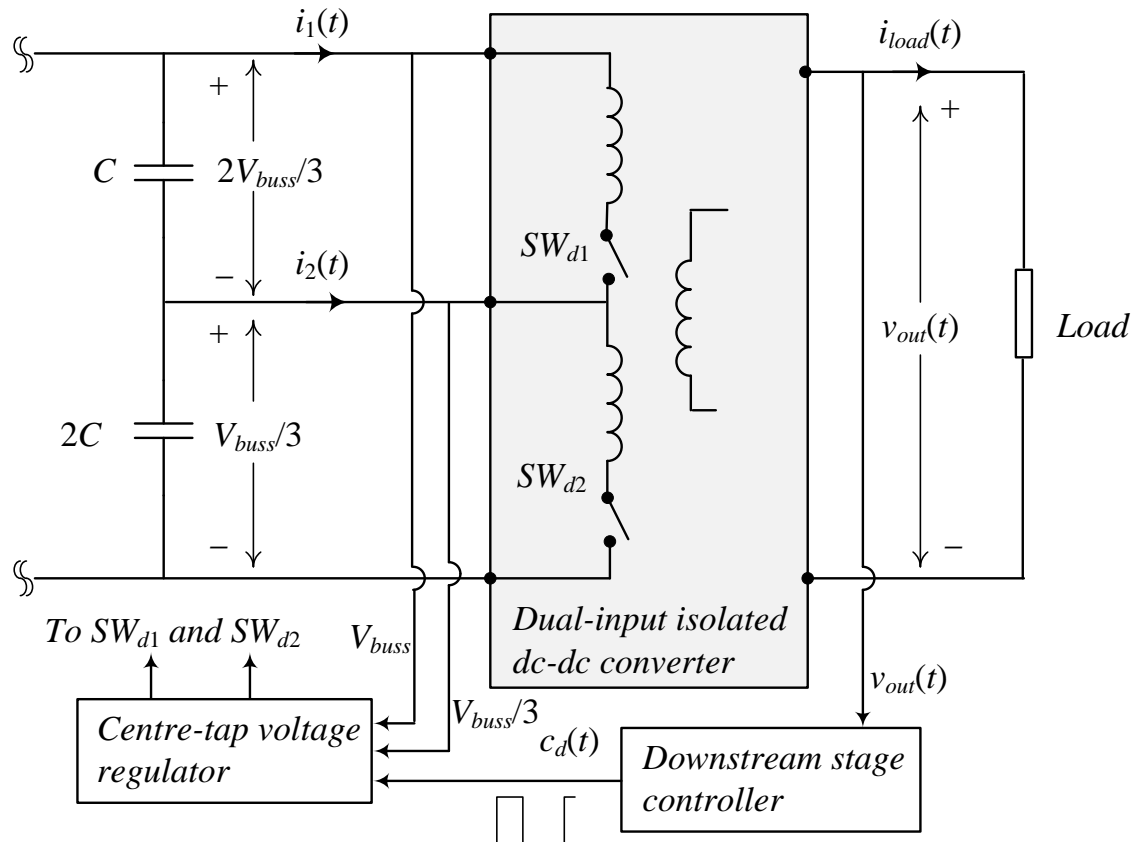 i1(t)
iload(t)
+
+
C
2Vbuss/3
SWd1
−
i2(t)
+
vout(t)
Load
2C
Vbuss/3
SWd2
−
−
To SWd1 and SWd2
Vbuss
Dual-input isolated
dc-dc converter
vout(t)
Vbuss/3
Centre-tap voltage
regulator
cd(t)
Downstream stage
controller